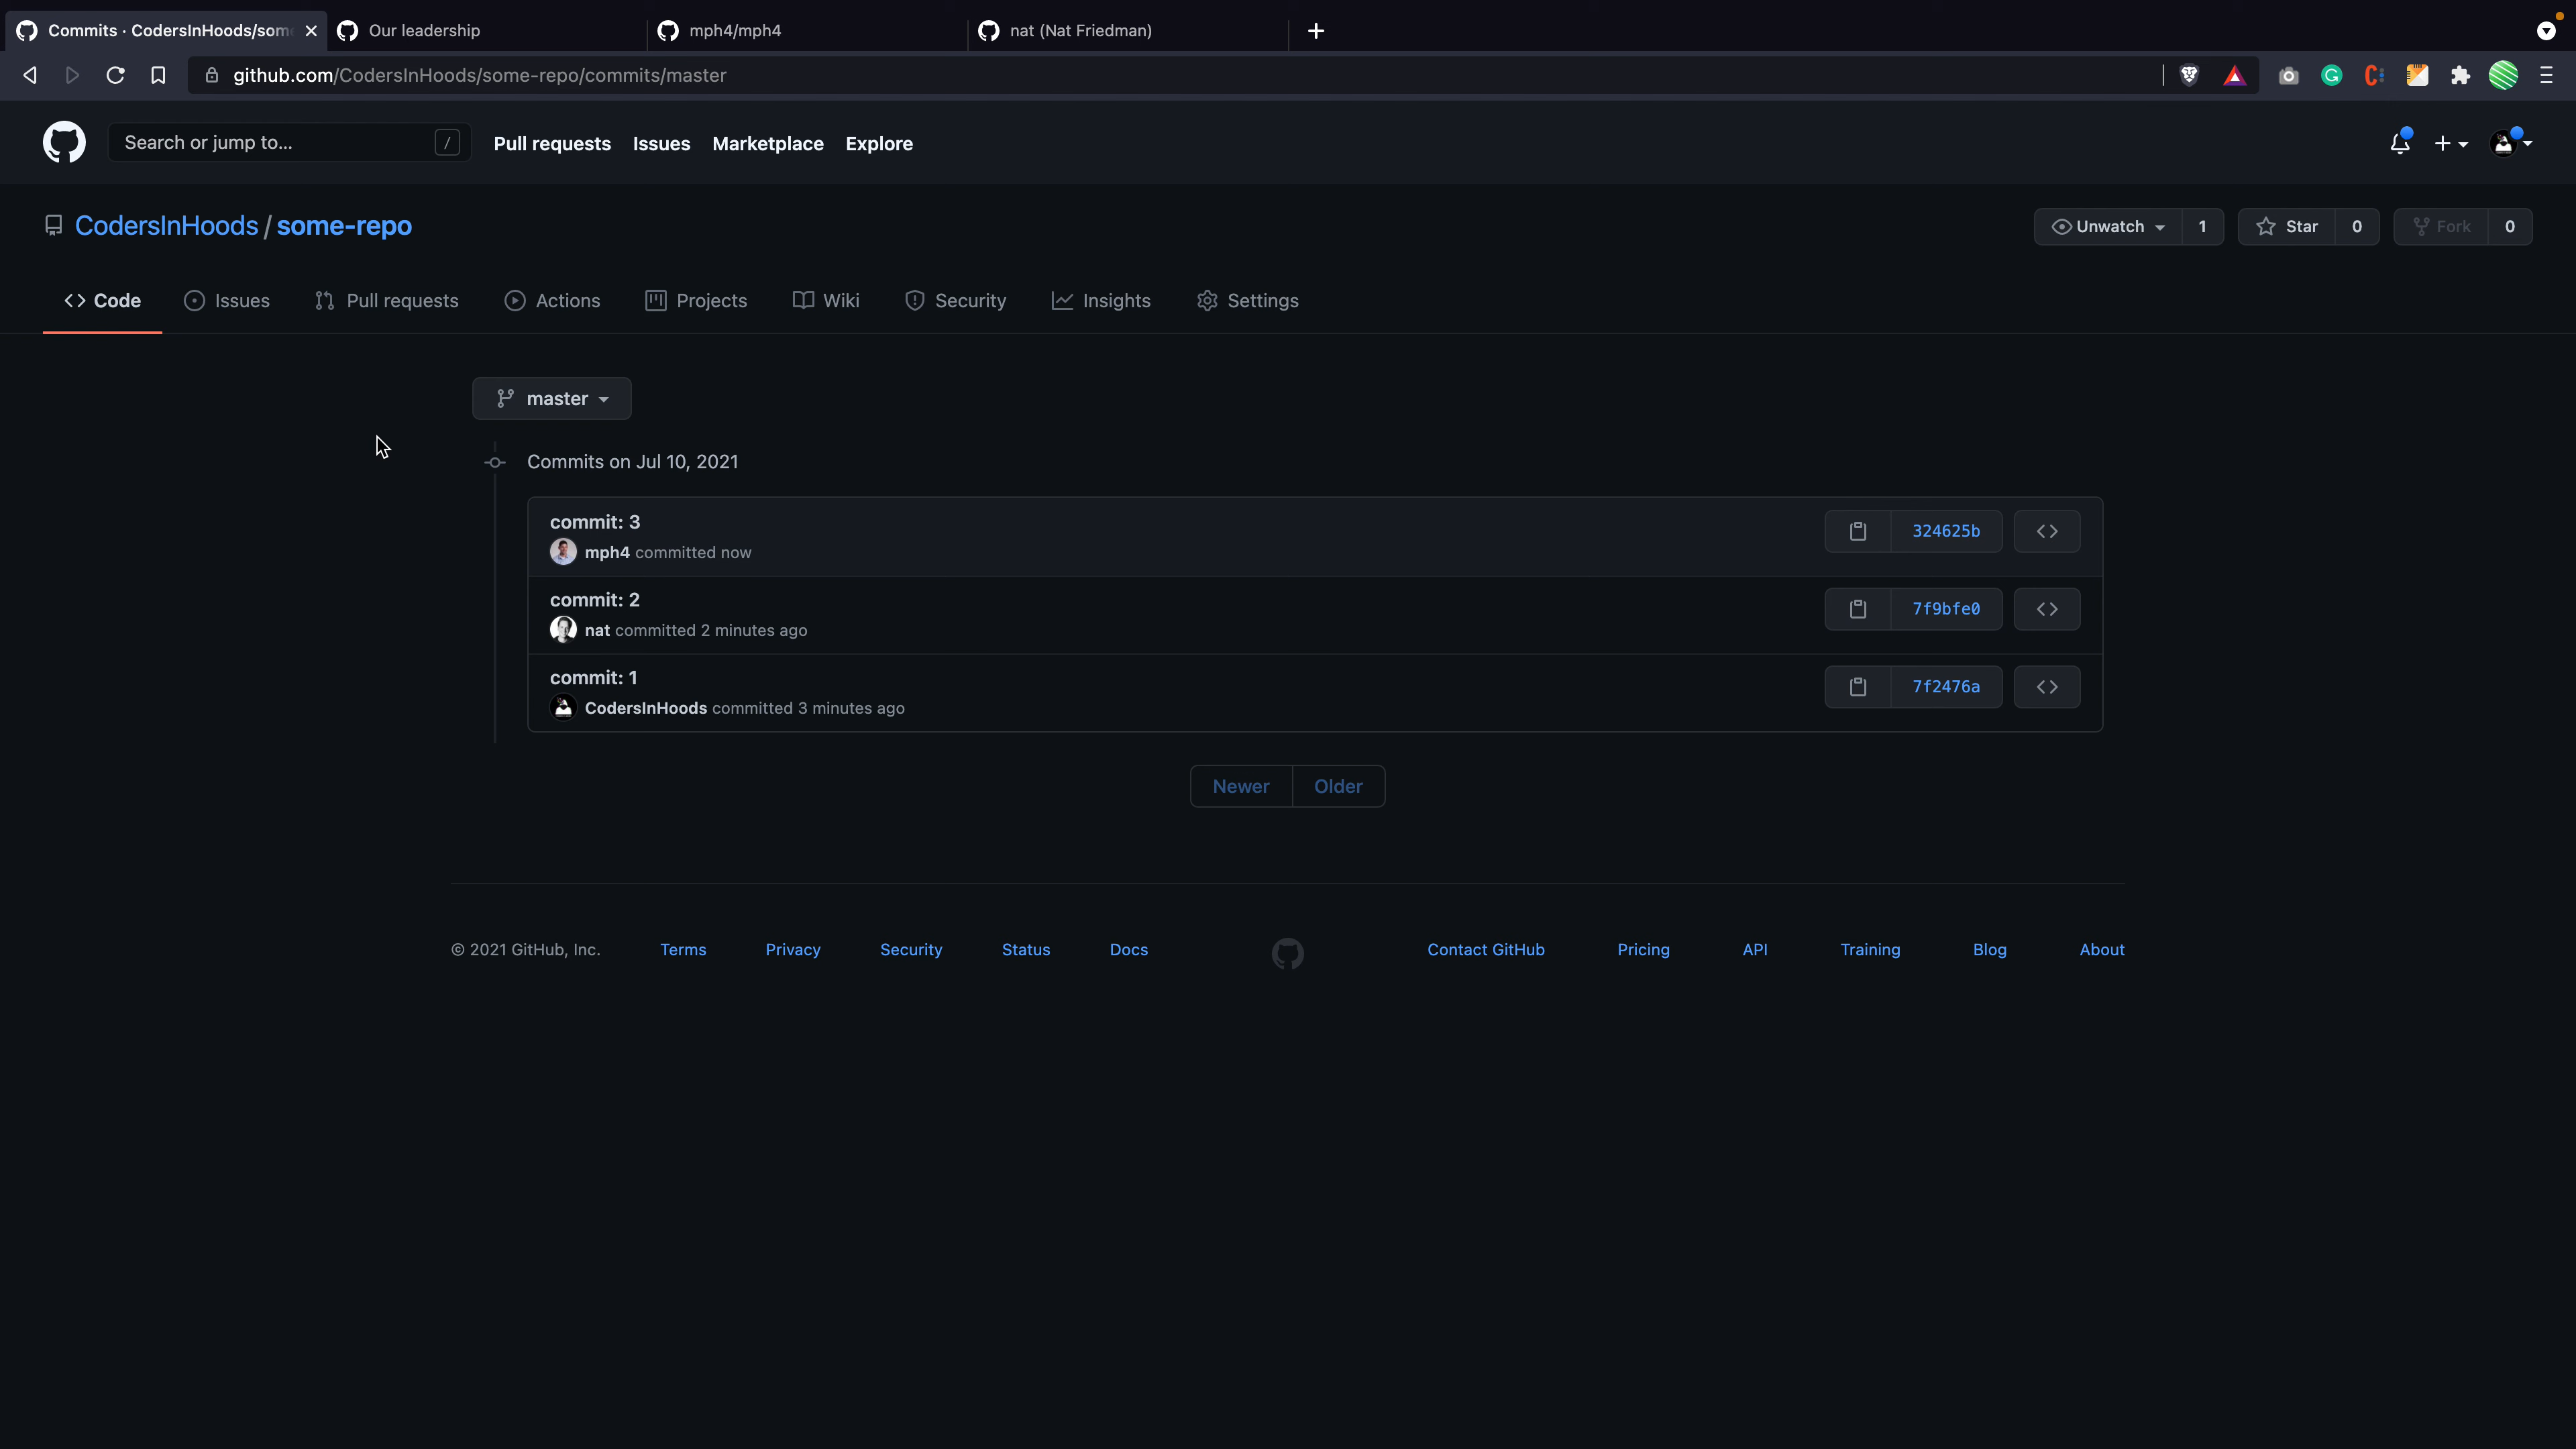 Commits · CodersInHoods/som
Our leadership
mph4/mph4
nat (Nat Friedman)
github.com/CodersInHoods/some-repo/commits/master
Search or jump to...
/
Pull requests
Issues
Marketplace
Explore
CodersInHoods / some-repo
Unwatch
1
Star
0
Fork
0
Code
Issues
Pull requests
Actions
Projects
Wiki
Security
Insights
Settings
master
Commits on Jul 10, 2021
commit: 3
324625b
mph4 committed now
commit: 2
7f9bfe0
nat committed 2 minutes ago
commit: 1
7f2476a
CodersInHoods committed 3 minutes ago
Newer
Older
© 2021 GitHub, Inc.
Terms
Privacy
Security
Status
Docs
Contact GitHub
Pricing
API
Training
Blog
About